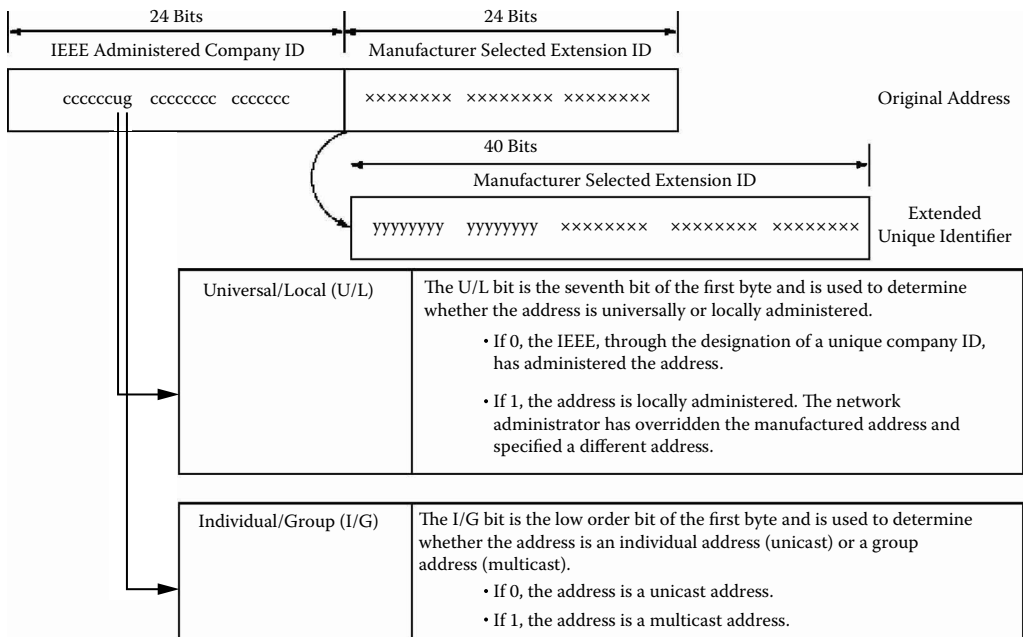 24 Bits 24 Bits
IEEE Administered Company ID Manufacturer Selected Extension ID
ccccccug cccccccc ccccccc ×××××××× ×××××××× ×××××××× Original Address
40 Bits
Manufacturer Selected Extension ID
yyyyyyyy yyyyyyyy ×××××××× ×××××××× ××××××××
Extended
Unique Identifier
Universal/Local (U/L)
The U/L bit is the seventh bit of the first byte and is used to determine
whether the address is universally or locally administered.
• If 0, the IEEE, through the designation of a unique company ID,
has administered the address.
• If 1, the address is locally administered. The network
administrator has overridden the manufactured address and
specified a different address.
Individual/Group (I/G)
The I/G bit is the low order bit of the first byte and is used to determine
whether the address is an individual address (unicast) or a group
address (multicast).
• If 0, the address is a unicast address.
• If 1, the address is a multicast address.